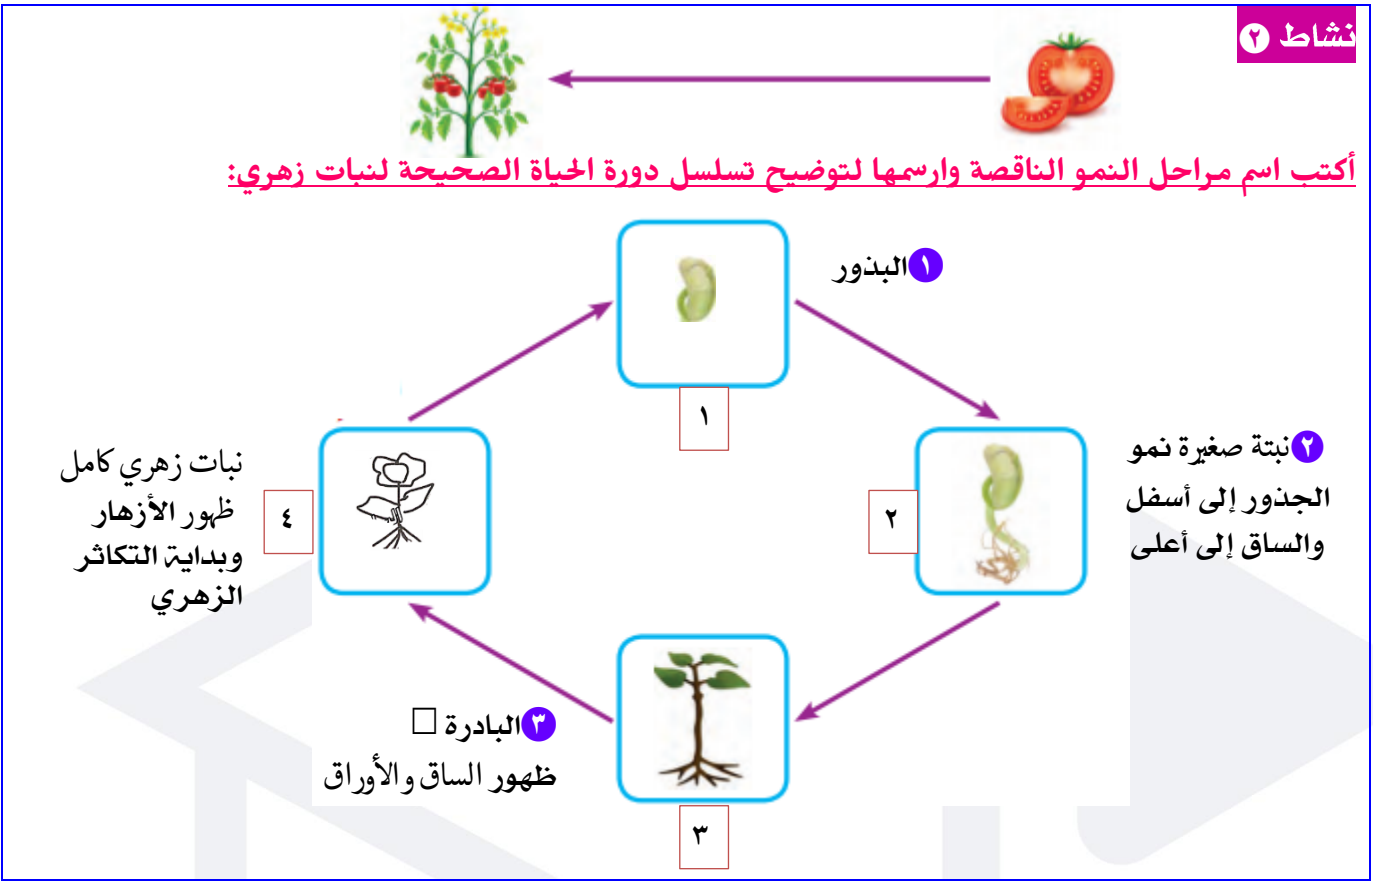 نشاط ٢
أكتب اسم مراحل النمو الناقصة وارسمها لتوضيح تسلسل دورة الحياة الصحيحة لنبات زهري:
١ البذور
١
٢ نبتة صغيرة نمو
الجذور إلى أسفل
والساق إلى أعلى
٢
٣ البادرة □
ظهور الساق والأوراق
٣
نبات زهري كامل
ظهور الأزهار
وبداية التكاثر
الزهري
٤